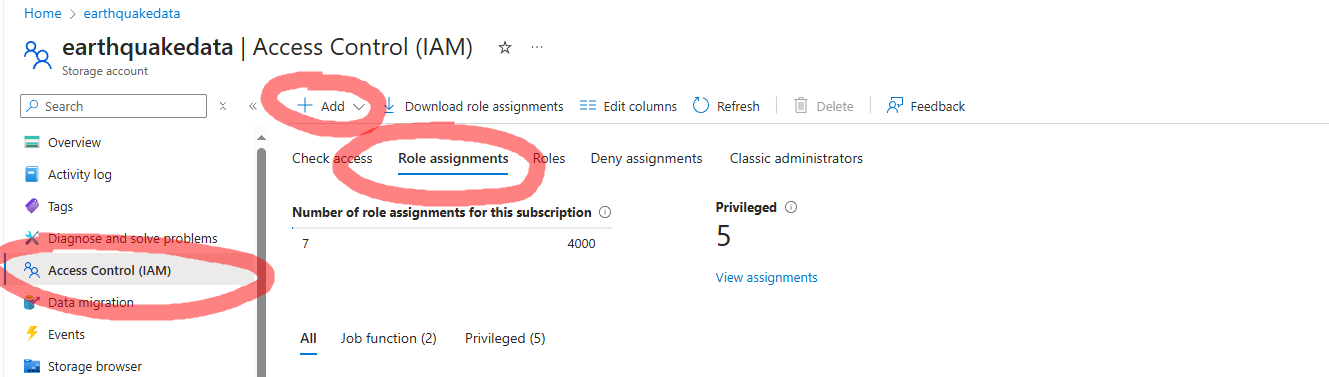 Home > earthquakedata
earthquakedata | Access Control (IAM)
Storage account
Search
Add
Download role assignments
Edit columns
Refresh
Delete
Feedback
Overview
Activity log
Tags
Diagnose and solve problems
Access Control (IAM)
Data migration
Events
Storage browser
Check access
Role assignments
Roles
Deny assignments
Classic administrators
Number of role assignments for this subscription
7
4000
Privileged
5
View assignments
All
Job function (2)
Privileged (5)